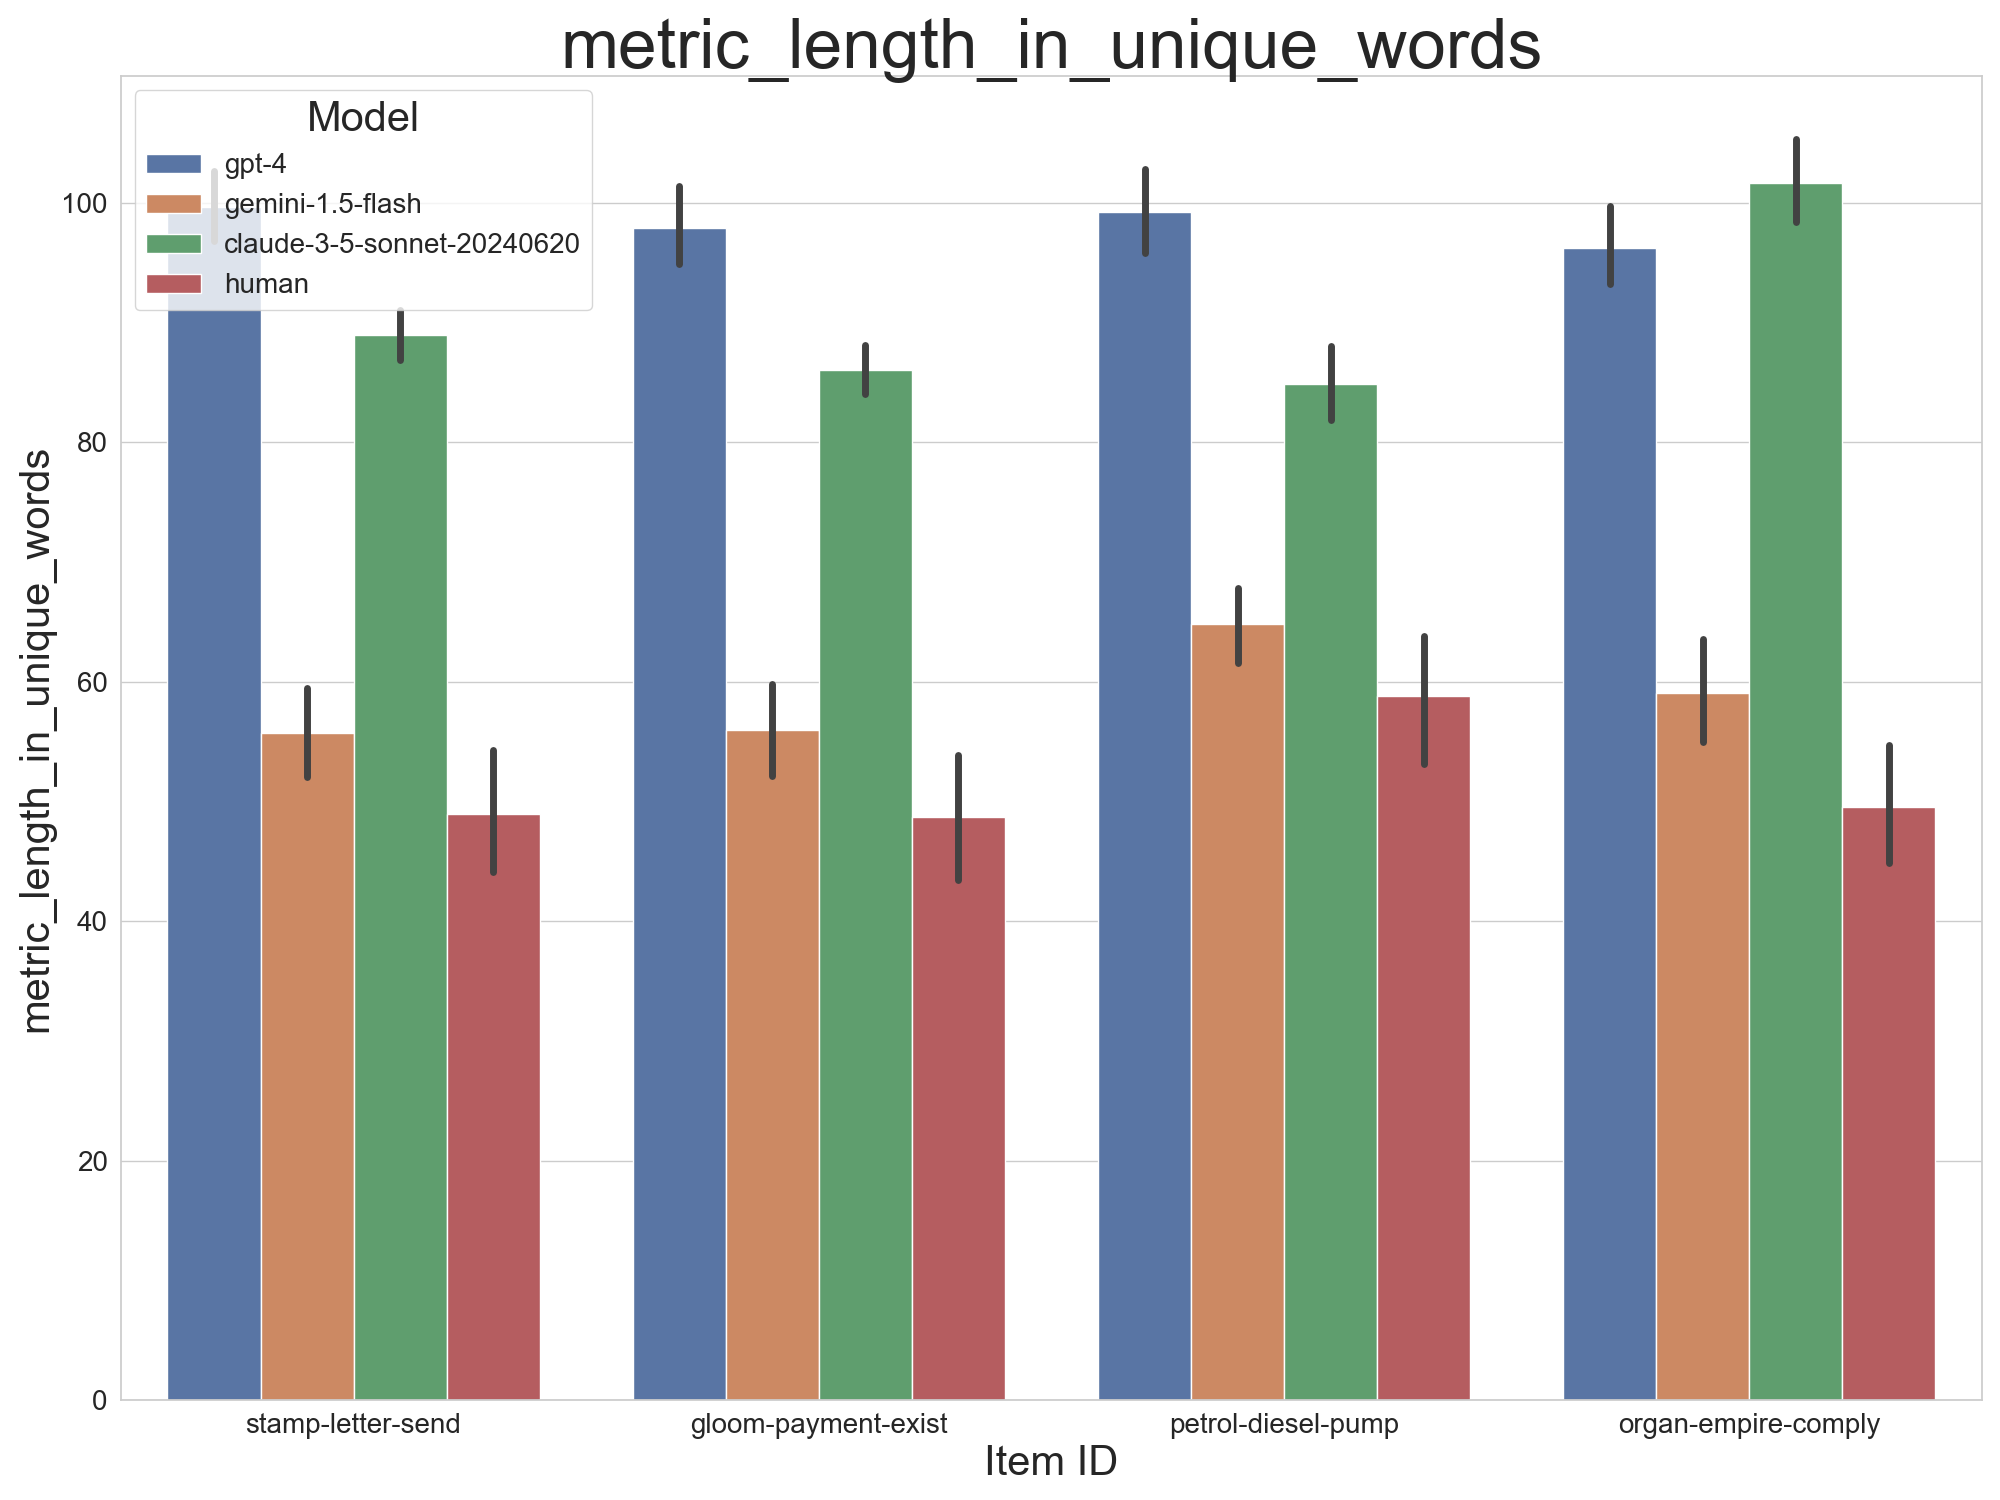 metric_length_in_unique_words
Model
gpt-4
gemini-1.5-flash
claude-3-5-sonnet-20240620
human
metric_length_in_unique_words
100
80
60
40
20
0
stamp-letter-send
gloom-payment-exist
petrol-diesel-pump
organ-empire-comply
Item ID